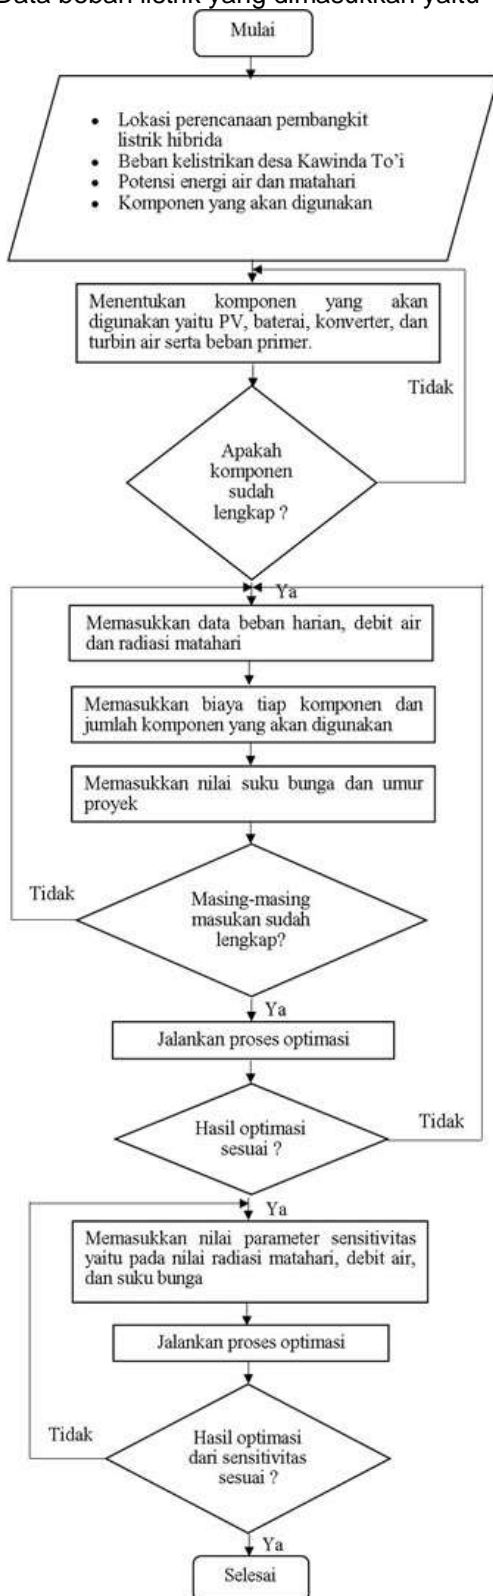 Data beban listrik yang dimasukkan yaitu
Mulai
• Lokasi perencanaan pembangkit
listrik hibrida
• Beban kelistrikan desa Kawinda To'i
• Potensi energi air dan matahari
• Komponen yang akan digunakan
Menentukan komponen yang akan
digunakan yaitu PV, baterai, konverter, dan
turbin air serta beban primer.
Tidak
Apakah
komponen
sudah
lengkap ?
Ya
Memasukkan data beban harian, debit air
dan radiasi matahari
Memasukkan biaya tiap komponen dan
jumlah komponen yang akan digunakan
Memasukkan nilai suku bunga dan umur
proyek
Tidak
Masing-masing
masukan sudah
lengkap?
Ya
Jalankan proses optimasi
Hasil optimasi
sesuai ?
Tidak
Ya
Memasukkan nilai parameter sensitivitas
yaitu pada nilai radiasi matahari, debit air,
dan suku bunga
Jalankan proses optimasi
Tidak
Hasil optimasi
dari sensitivitas
sesuai ?
Ya
Selesai